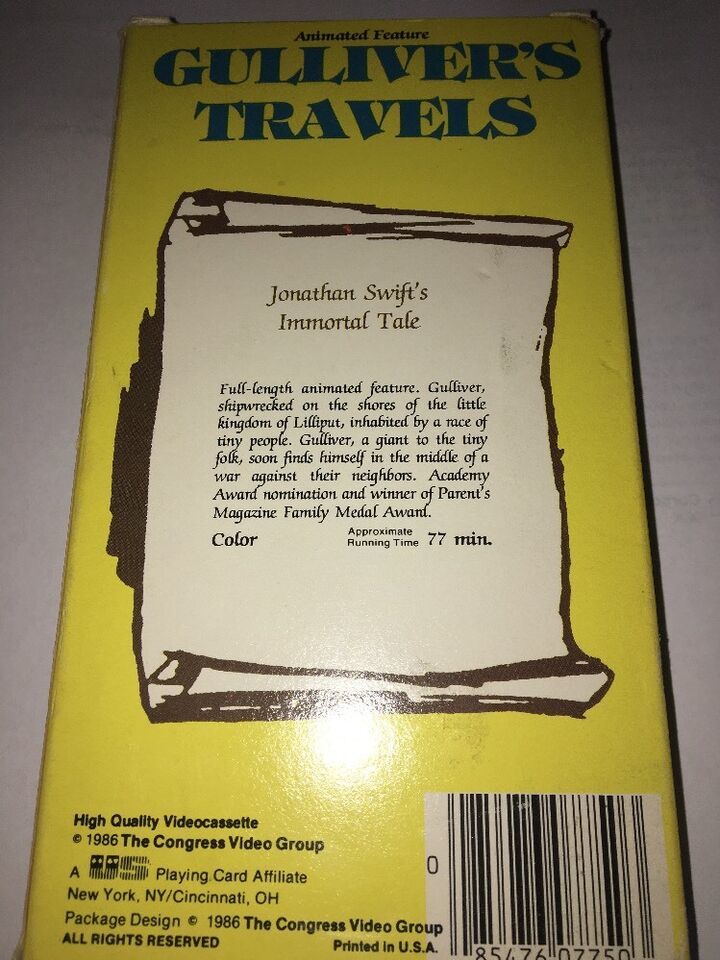 Animated Feature
GULLIVER'S
TRAVELS
Jonathan Swift's
Immortal Tale
Full-length animated feature. Gulliver,
shipwrecked on the shores of the little
kingdom of Lilliput, inhabited by a race of
tiny people. Gulliver, a giant to the tiny
folk, soon finds himself in the middle of a
war against their neighbors. Academy
Award nomination and winner of Parent's
Magazine Family Medal Award.
Color Approximate Running Time 77 min.
High Quality Videocassette
© 1986 The Congress Video Group
A Playing Card Affiliate
New York, NY/Cincinnati, OH
Package Design © 1986 The Congress Video Group
ALL RIGHTS RESERVED Printed in U.S.A.
0 85476 07750